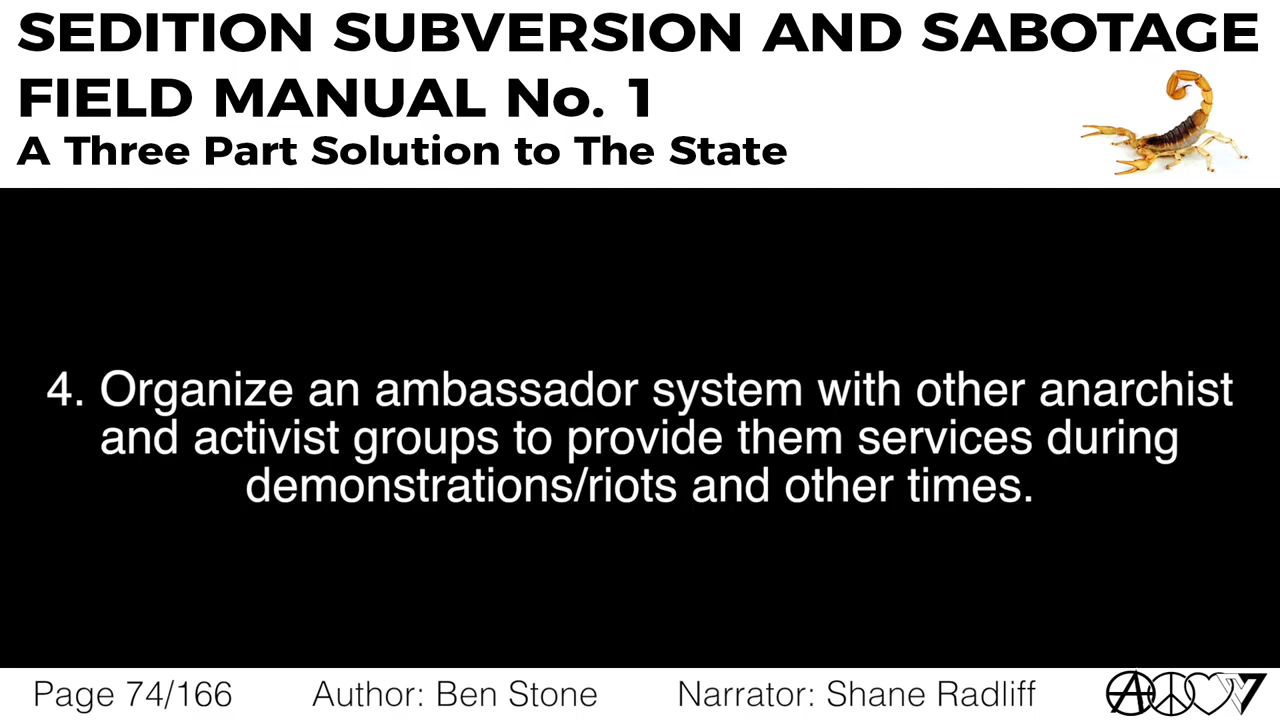 SEDITION SUBVERSION AND SABOTAGE
FIELD MANUAL No. 1
A Three Part Solution to The State
4. Organize an ambassador system with other anarchist
and activist groups to provide them services during
demonstrations/riots and other times.
Page 74/166 Author: Ben Stone Narrator: Shane Radliff